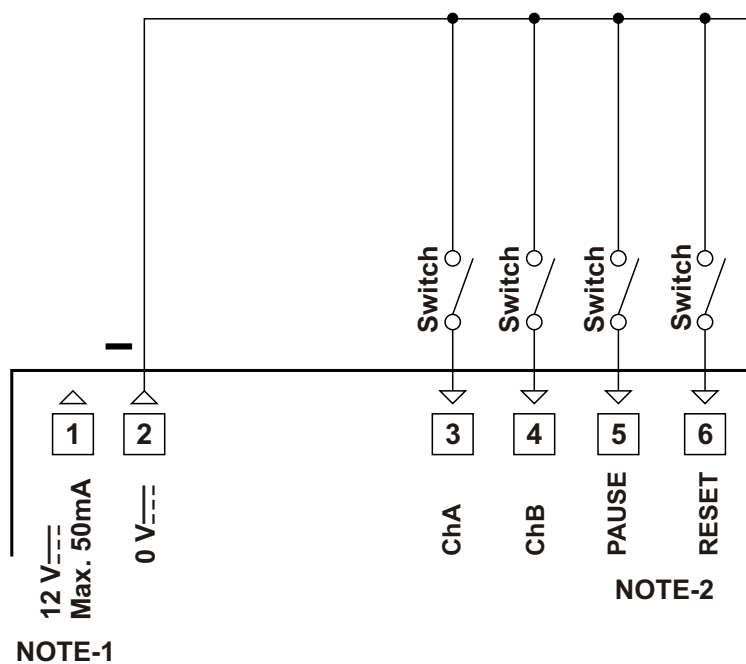 Switch
Switch
Switch
Switch
1
2
3
4
5
6
12 V
Max. 50mA
0 V
ChA
ChB
PAUSE
RESET
NOTE-2
NOTE-1